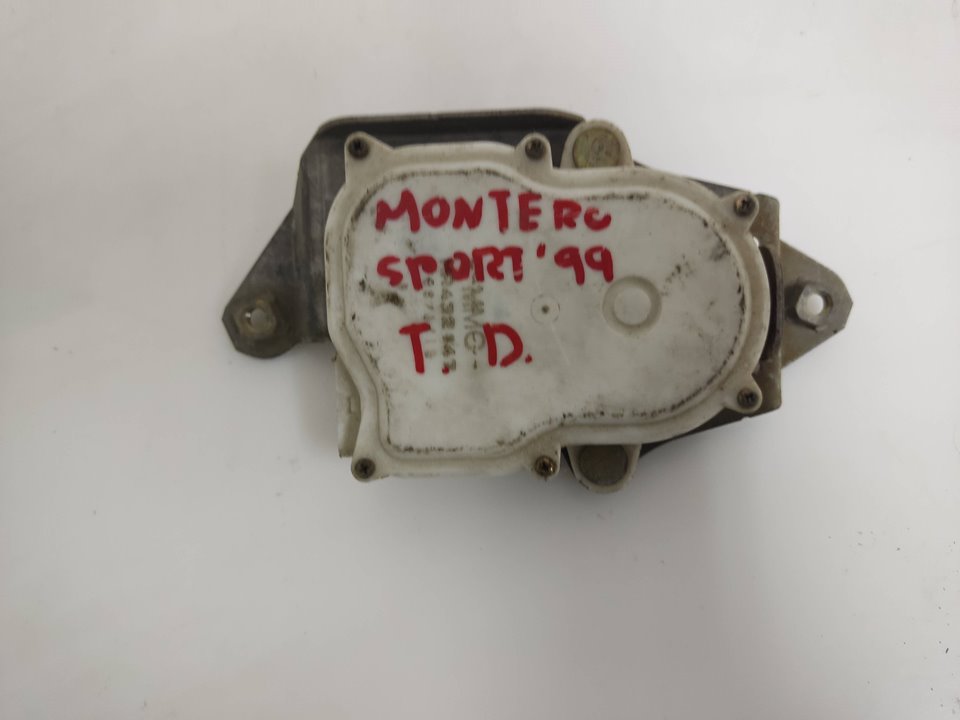 MONTERO
SPORT '99
T. D.